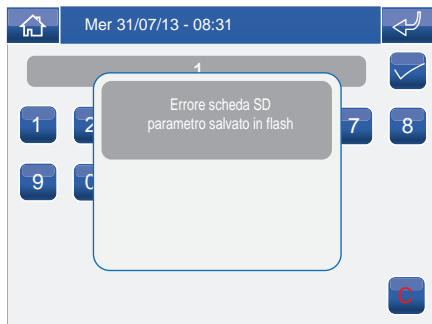 Mer 31/07/13 - 08:31
1
Errore scheda SD
parametro salvato in flash
1 2 7 8
9 0
C